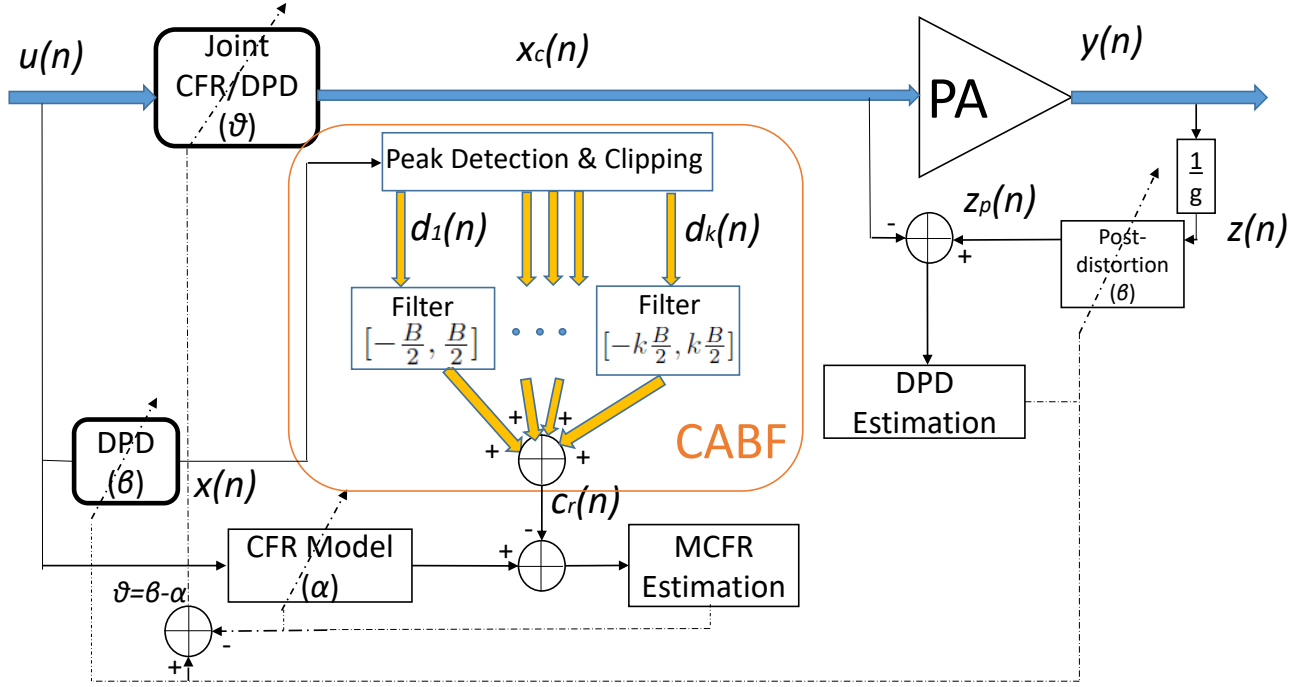 u(n)
Joint
CFR/DPD
(ϑ)
xc(n)
PA
y(n)
1
g
Peak Detection & Clipping
d1(n)
dk(n)
zp(n)
z(n)
-
+
Post-
distortion
(β)
Filter
[-B/2, B/2]
Filter
[-kB/2, kB/2]
DPD
Estimation
+
+
+
+
CABF
DPD
(β)
x(n)
cr(n)
-
+
CFR Model
(α)
MCFR
Estimation
ϑ=β-α
-
+